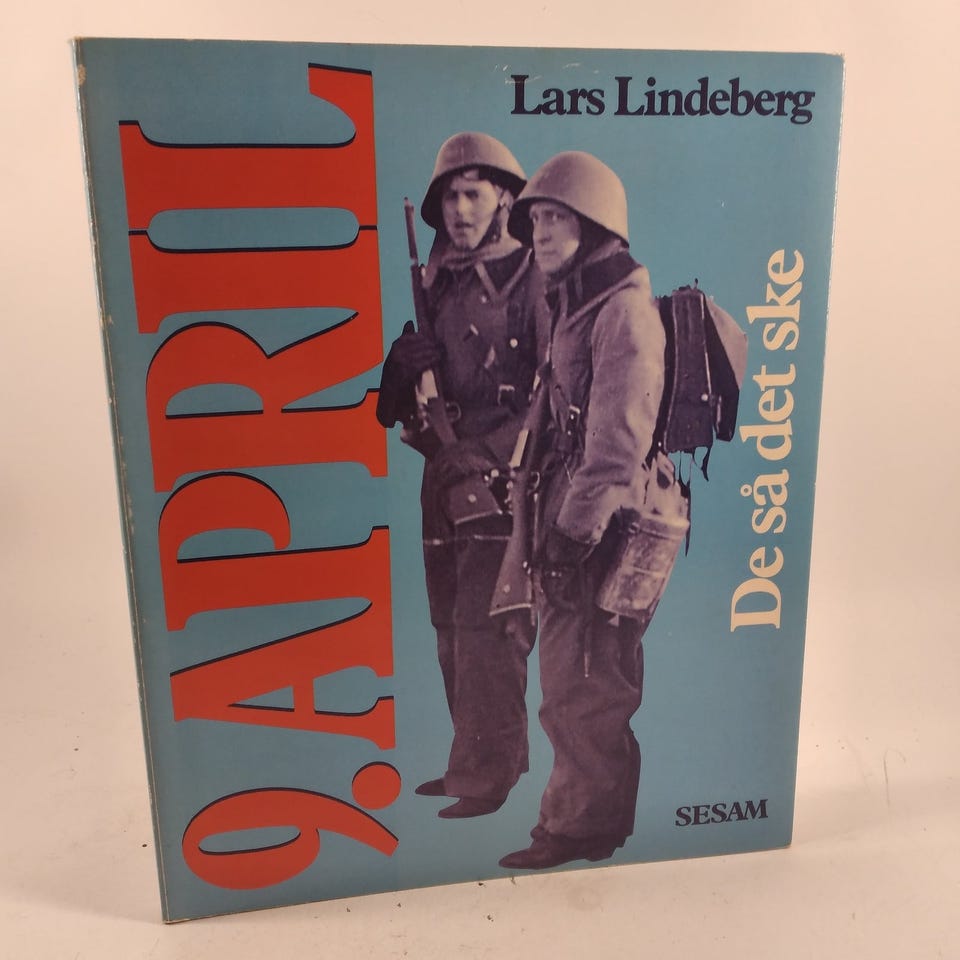 Lars Lindeberg
9. APRIL
De så det ske
SESAM